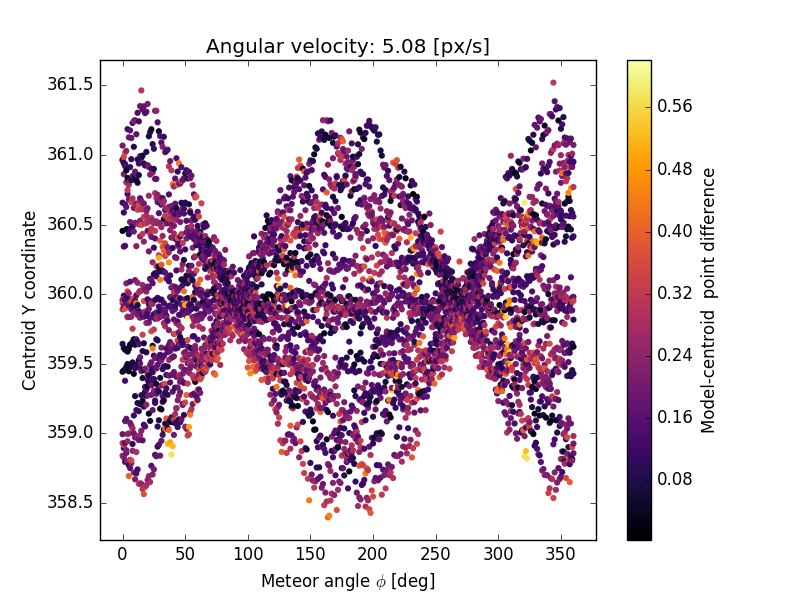 Angular velocity: 5.08 [px/s]
361.5
361.0
360.5
360.0
359.5
359.0
358.5
Centroid Y coordinate
0 50 100 150 200 250 300 350
Meteor angle ϕ [deg]
0.56
0.48
0.40
0.32
0.24
0.16
0.08
Model-centroid  point difference